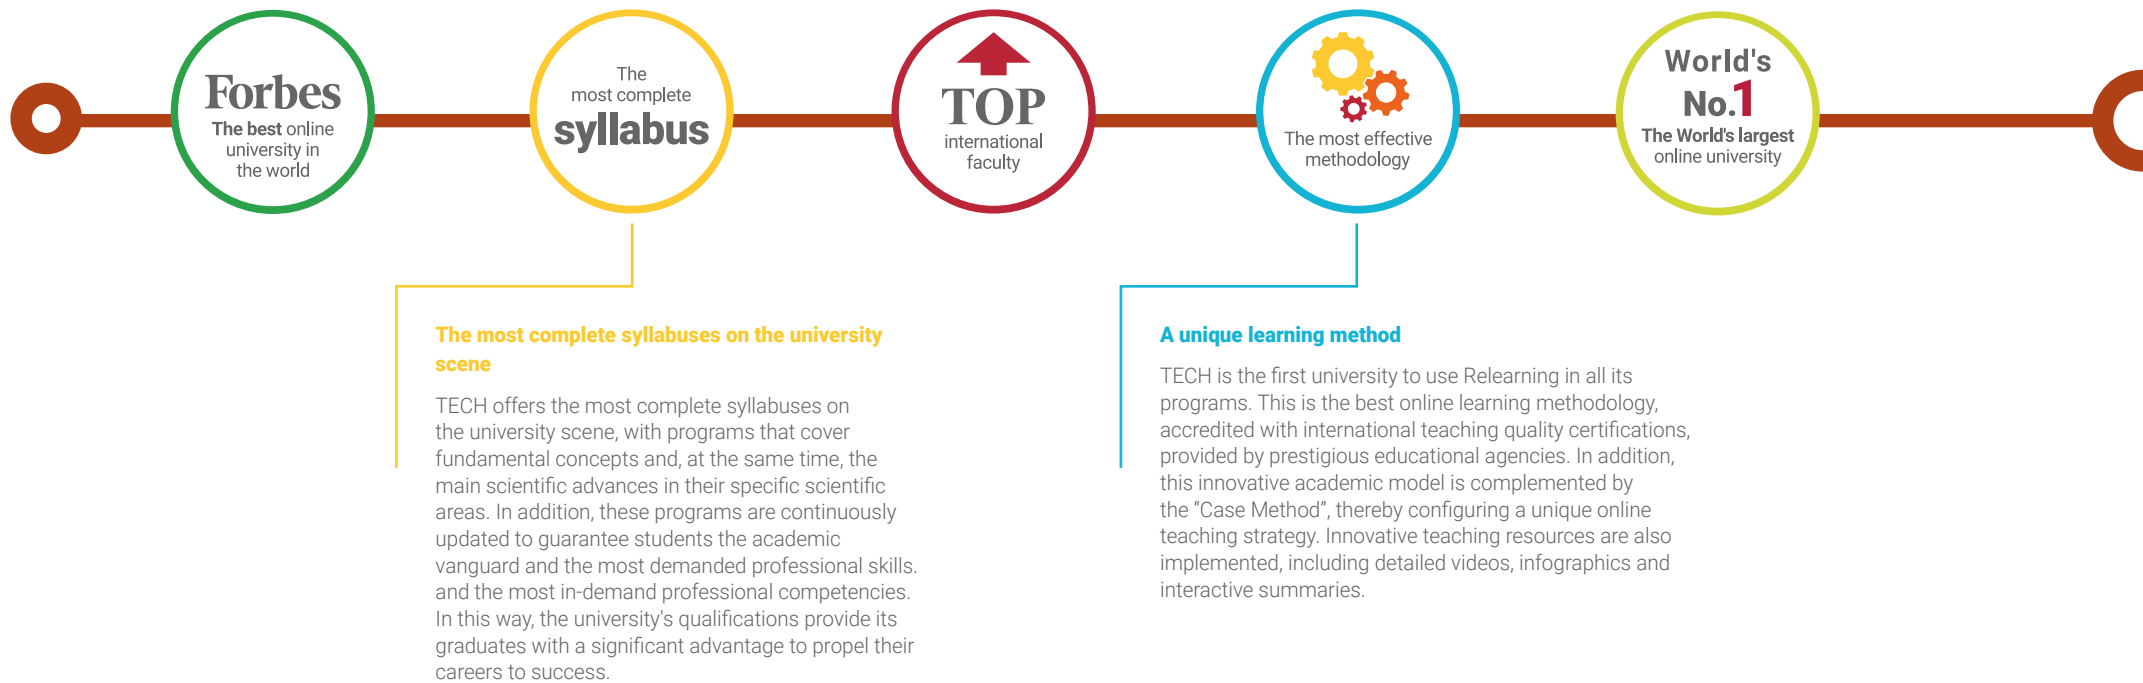 Forbes
The best online
university in
the world
The
most complete
syllabus
TOP
international
faculty
The most effective
methodology
World's
No.1
The World's largest
online university
The most complete syllabuses on the university
scene
TECH offers the most complete syllabuses on
the university scene, with programs that cover
fundamental concepts and, at the same time, the
main scientific advances in their specific scientific
areas. In addition, these programs are continuously
updated to guarantee students the academic
vanguard and the most demanded professional skills.
and the most in-demand professional competencies.
In this way, the university's qualifications provide its
graduates with a significant advantage to propel their
careers to success.
A unique learning method
TECH is the first university to use Relearning in all its
programs. This is the best online learning methodology,
accredited with international teaching quality certifications,
provided by prestigious educational agencies. In addition,
this innovative academic model is complemented by
the “Case Method”, thereby configuring a unique online
teaching strategy. Innovative teaching resources are also
implemented, including detailed videos, infographics and
interactive summaries.